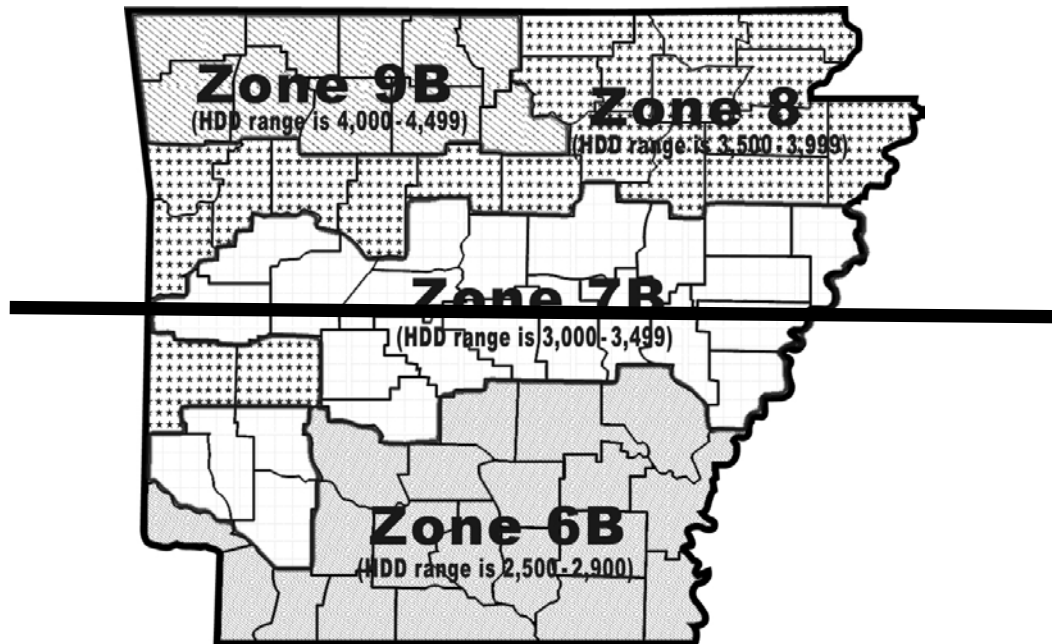 Zone 9B
(HDD range is 4,000-4,499)
Zone 8
(HDD range is 3,500-3,999)
Zone 7B
(HDD range is 3,000-3,499)
Zone 6B
(HDD range is 2,500-2,900)